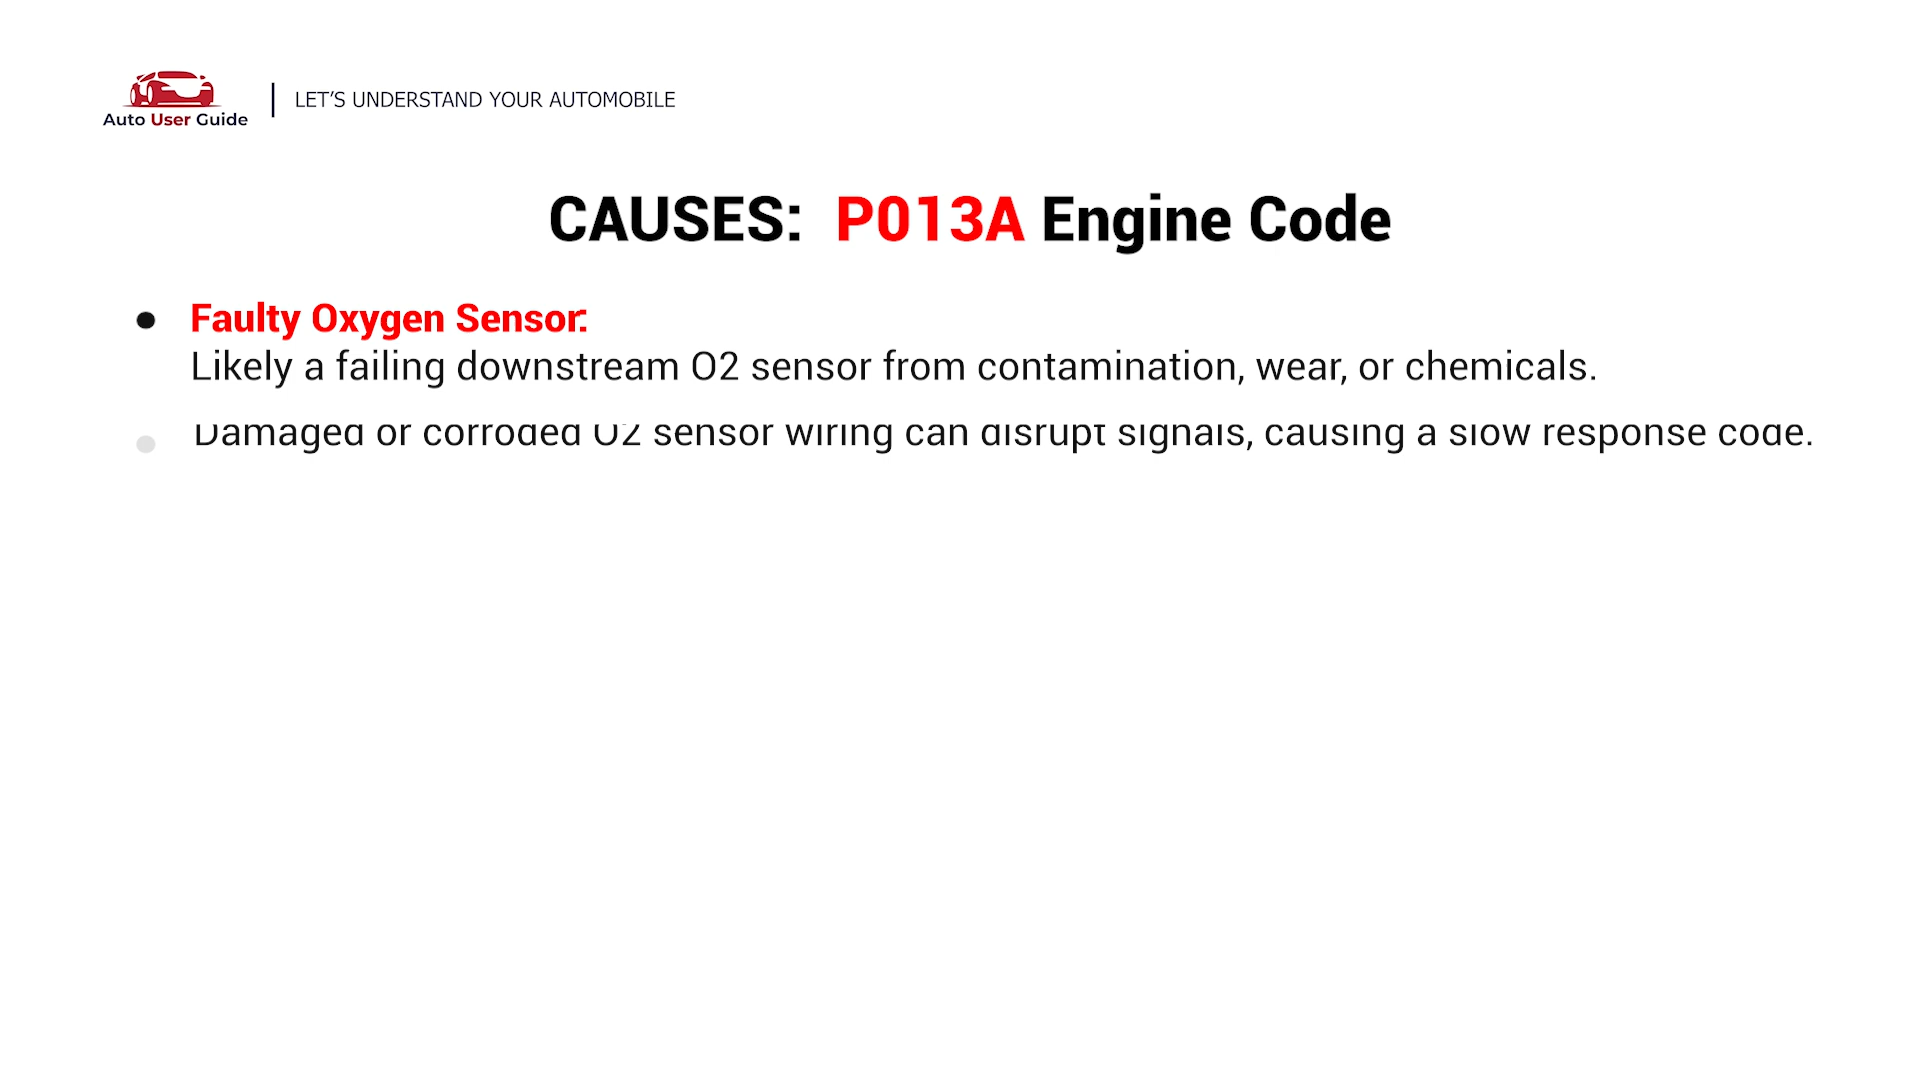 Auto User Guide
LET’S UNDERSTAND YOUR AUTOMOBILE
CAUSES: P013A Engine Code
Faulty Oxygen Sensor:
Likely a failing downstream O2 sensor from contamination, wear, or chemicals.
Damaged or corroded O2 sensor wiring can disrupt signals, causing a slow response code.